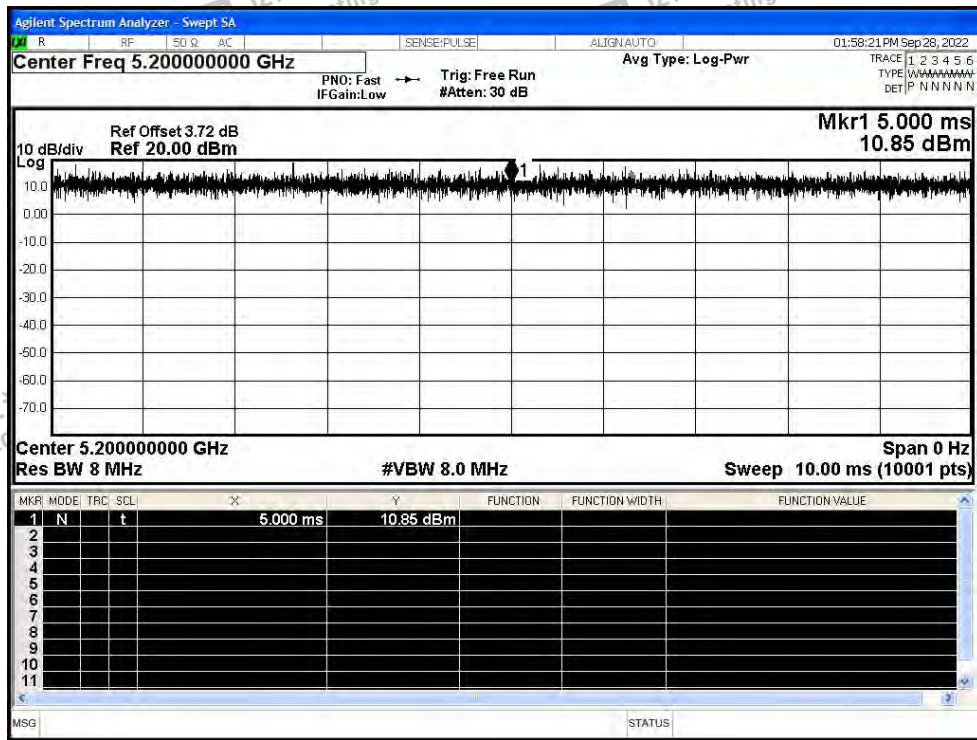 Agilent Spectrum Analyzer - Swept SA
LXI R RF 50 Ω AC SENSE:PULSE ALIGN AUTO 01:58:21 PM Sep 28, 2022
Center Freq 5.200000000 GHz Avg Type: Log-Pwr TRACE 1 2 3 4 5 6
PNO: Fast Trig: Free Run TYPE WWWWWW
IFGain:Low #Atten: 30 dB DET P N N N N N
Mkr1 5.000 ms
Ref Offset 3.72 dB
10 dB/div Ref 20.00 dBm 10.85 dBm
Log
1
10.0
0.00
-10.0
-20.0
-30.0
-40.0
-50.0
-60.0
-70.0
Center 5.200000000 GHz Span 0 Hz
Res BW 8 MHz #VBW 8.0 MHz Sweep 10.00 ms (10001 pts)
MKR MODE TRC SCL X Y FUNCTION FUNCTION WIDTH FUNCTION VALUE
1 N t 5.000 ms 10.85 dBm
2
3
4
5
6
7
8
9
10
11
MSG STATUS